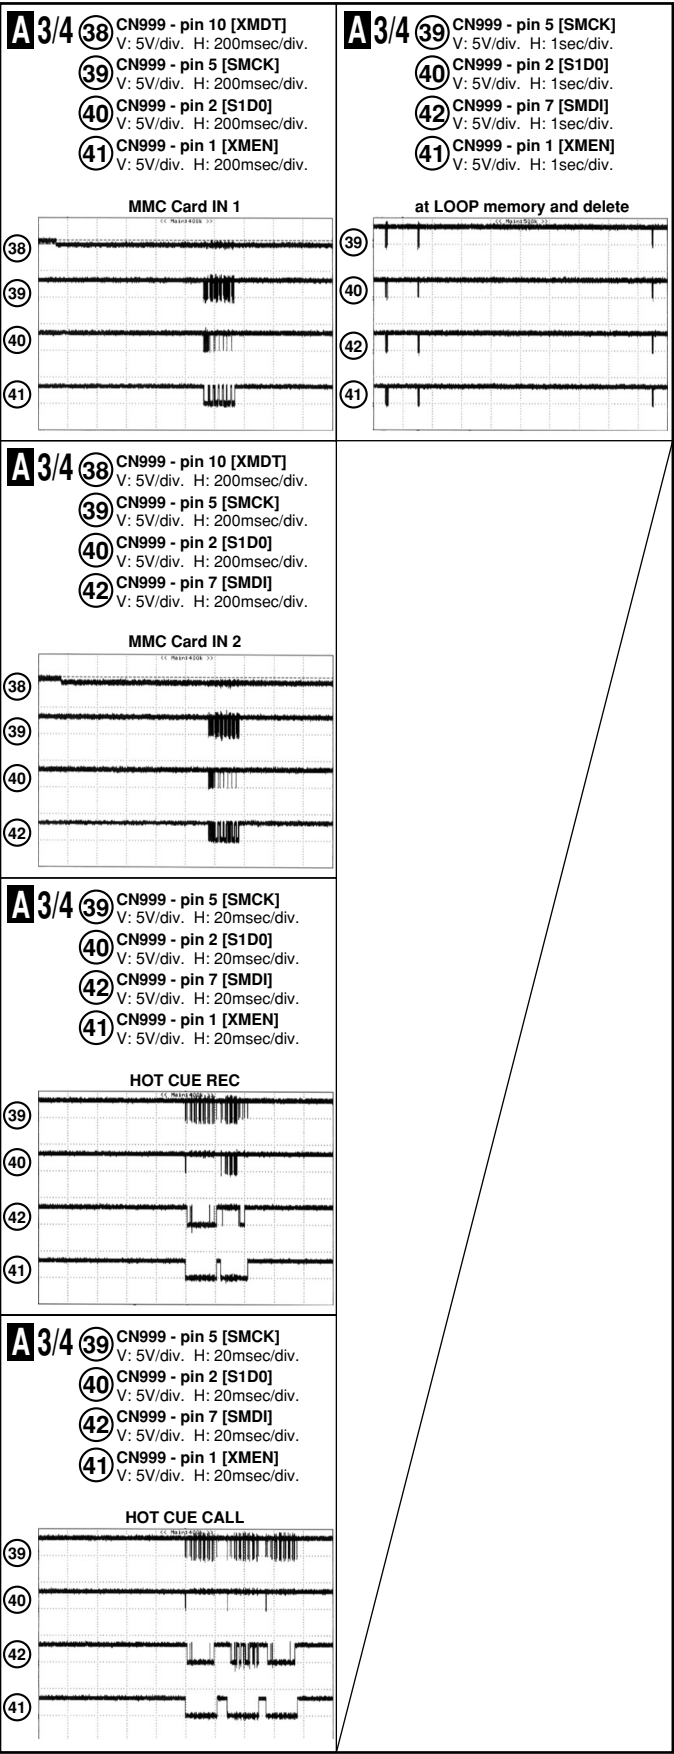 A 3/4 38 CN999 - pin 10 [XMDT]
V: 5V/div. H: 200msec/div.
39 CN999 - pin 5 [SMCK]
V: 5V/div. H: 200msec/div.
40 CN999 - pin 2 [S1D0]
V: 5V/div. H: 200msec/div.
41 CN999 - pin 1 [XMEN]
V: 5V/div. H: 200msec/div.
MMC Card IN 1
<< Main:400k >>
38
39
40
41
A 3/4 38 CN999 - pin 10 [XMDT]
V: 5V/div. H: 200msec/div.
39 CN999 - pin 5 [SMCK]
V: 5V/div. H: 200msec/div.
40 CN999 - pin 2 [S1D0]
V: 5V/div. H: 200msec/div.
42 CN999 - pin 7 [SMDI]
V: 5V/div. H: 200msec/div.
MMC Card IN 2
<< Main:400k >>
38
39
40
42
A 3/4 39 CN999 - pin 5 [SMCK]
V: 5V/div. H: 20msec/div.
40 CN999 - pin 2 [S1D0]
V: 5V/div. H: 20msec/div.
42 CN999 - pin 7 [SMDI]
V: 5V/div. H: 20msec/div.
41 CN999 - pin 1 [XMEN]
V: 5V/div. H: 20msec/div.
HOT CUE REC
39
40
42
41
A 3/4 39 CN999 - pin 5 [SMCK]
V: 5V/div. H: 20msec/div.
40 CN999 - pin 2 [S1D0]
V: 5V/div. H: 20msec/div.
42 CN999 - pin 7 [SMDI]
V: 5V/div. H: 20msec/div.
41 CN999 - pin 1 [XMEN]
V: 5V/div. H: 20msec/div.
HOT CUE CALL
39
40
42
41
A 3/4 39 CN999 - pin 5 [SMCK]
V: 5V/div. H: 1sec/div.
40 CN999 - pin 2 [S1D0]
V: 5V/div. H: 1sec/div.
42 CN999 - pin 7 [SMDI]
V: 5V/div. H: 1sec/div.
41 CN999 - pin 1 [XMEN]
V: 5V/div. H: 1sec/div.
at LOOP memory and delete
39
40
42
41